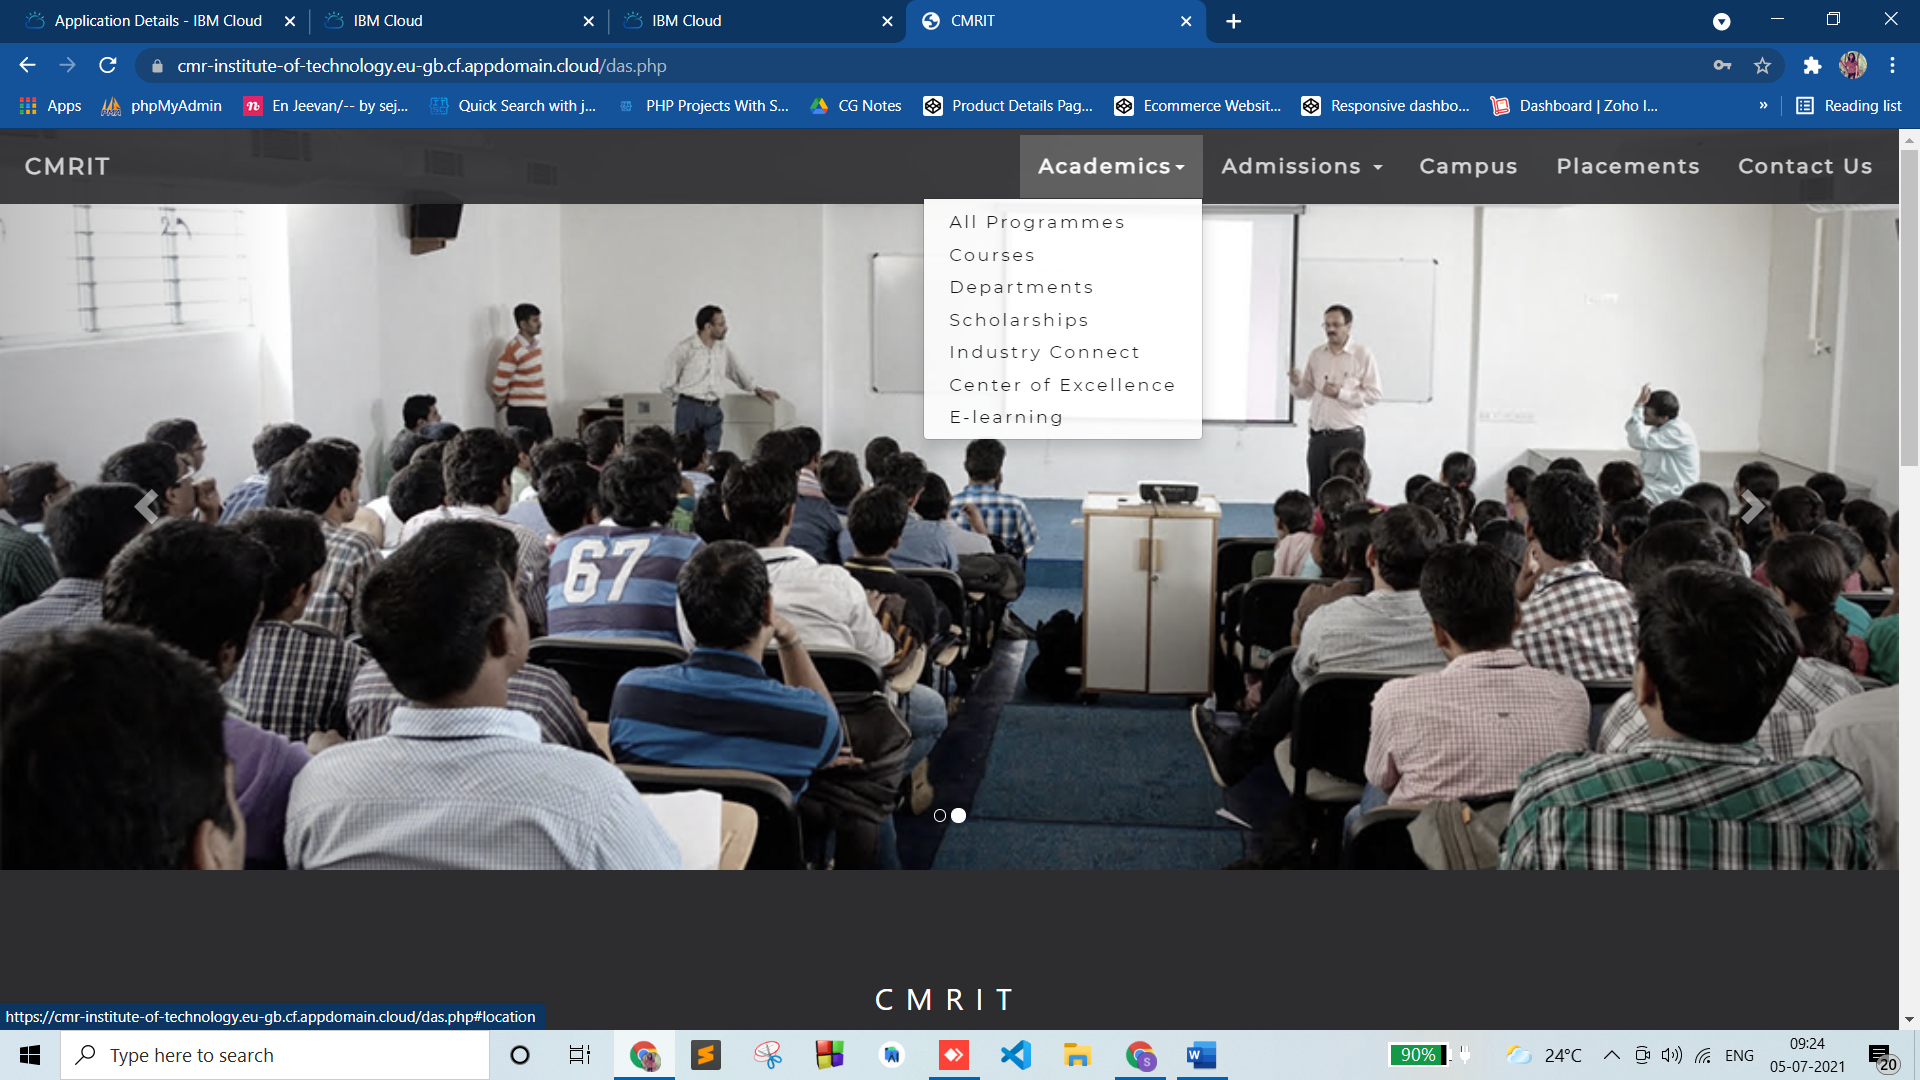 Application Details - IBM Cloud
IBM Cloud
IBM Cloud
CMRIT
cmr-institute-of-technology.eu-gb.cf.appdomain.cloud/das.php
Apps
phpMyAdmin
En Jeevan/-- by sej...
Quick Search with j...
PHP Projects With S...
CG Notes
Product Details Pag...
Ecommerce Websit...
Responsive dashbo...
Dashboard | Zoho I...
»
Reading list
CMRIT
Academics
Admissions
Campus
Placements
Contact Us
All Programmes
Courses
Departments
Scholarships
Industry Connect
Center of Excellence
E-learning
67
CMRIT
https://cmr-institute-of-technology.eu-gb.cf.appdomain.cloud/das.php#location
Type here to search
90%
24°C
ENG
09:24
05-07-2021
20